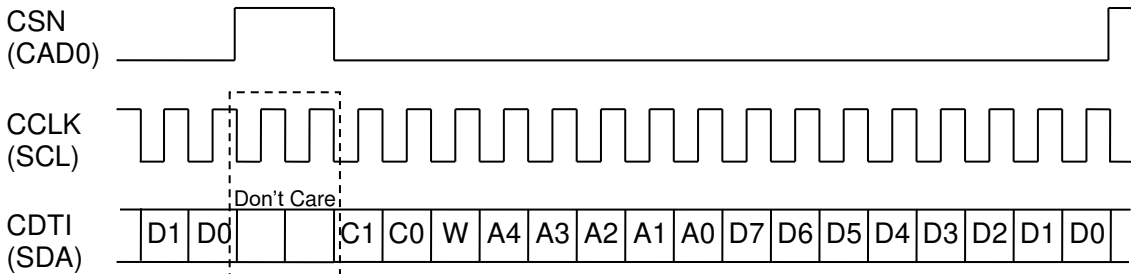 CSN
(CAD0)
CCLK
(SCL)
Don't Care
CDTI
(SDA)
D1 D0 C1 C0 W A4 A3 A2 A1 A0 D7 D6 D5 D4 D3 D2 D1 D0